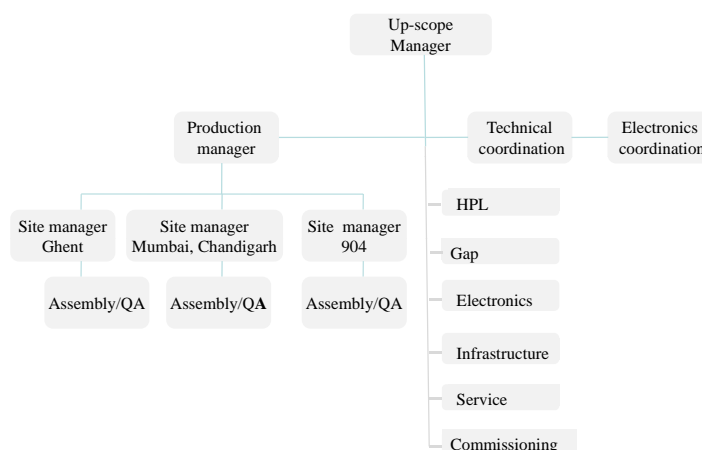 Up-scope
Manager
Production
manager
Technical
coordination
Electronics
coordination
Site manager
Ghent
Site manager
Mumbai, Chandigarh
Site  manager
904
Assembly/QA
Assembly/QA
Assembly/QA
HPL
Gap
Electronics
Infrastructure
Service
Commissioning